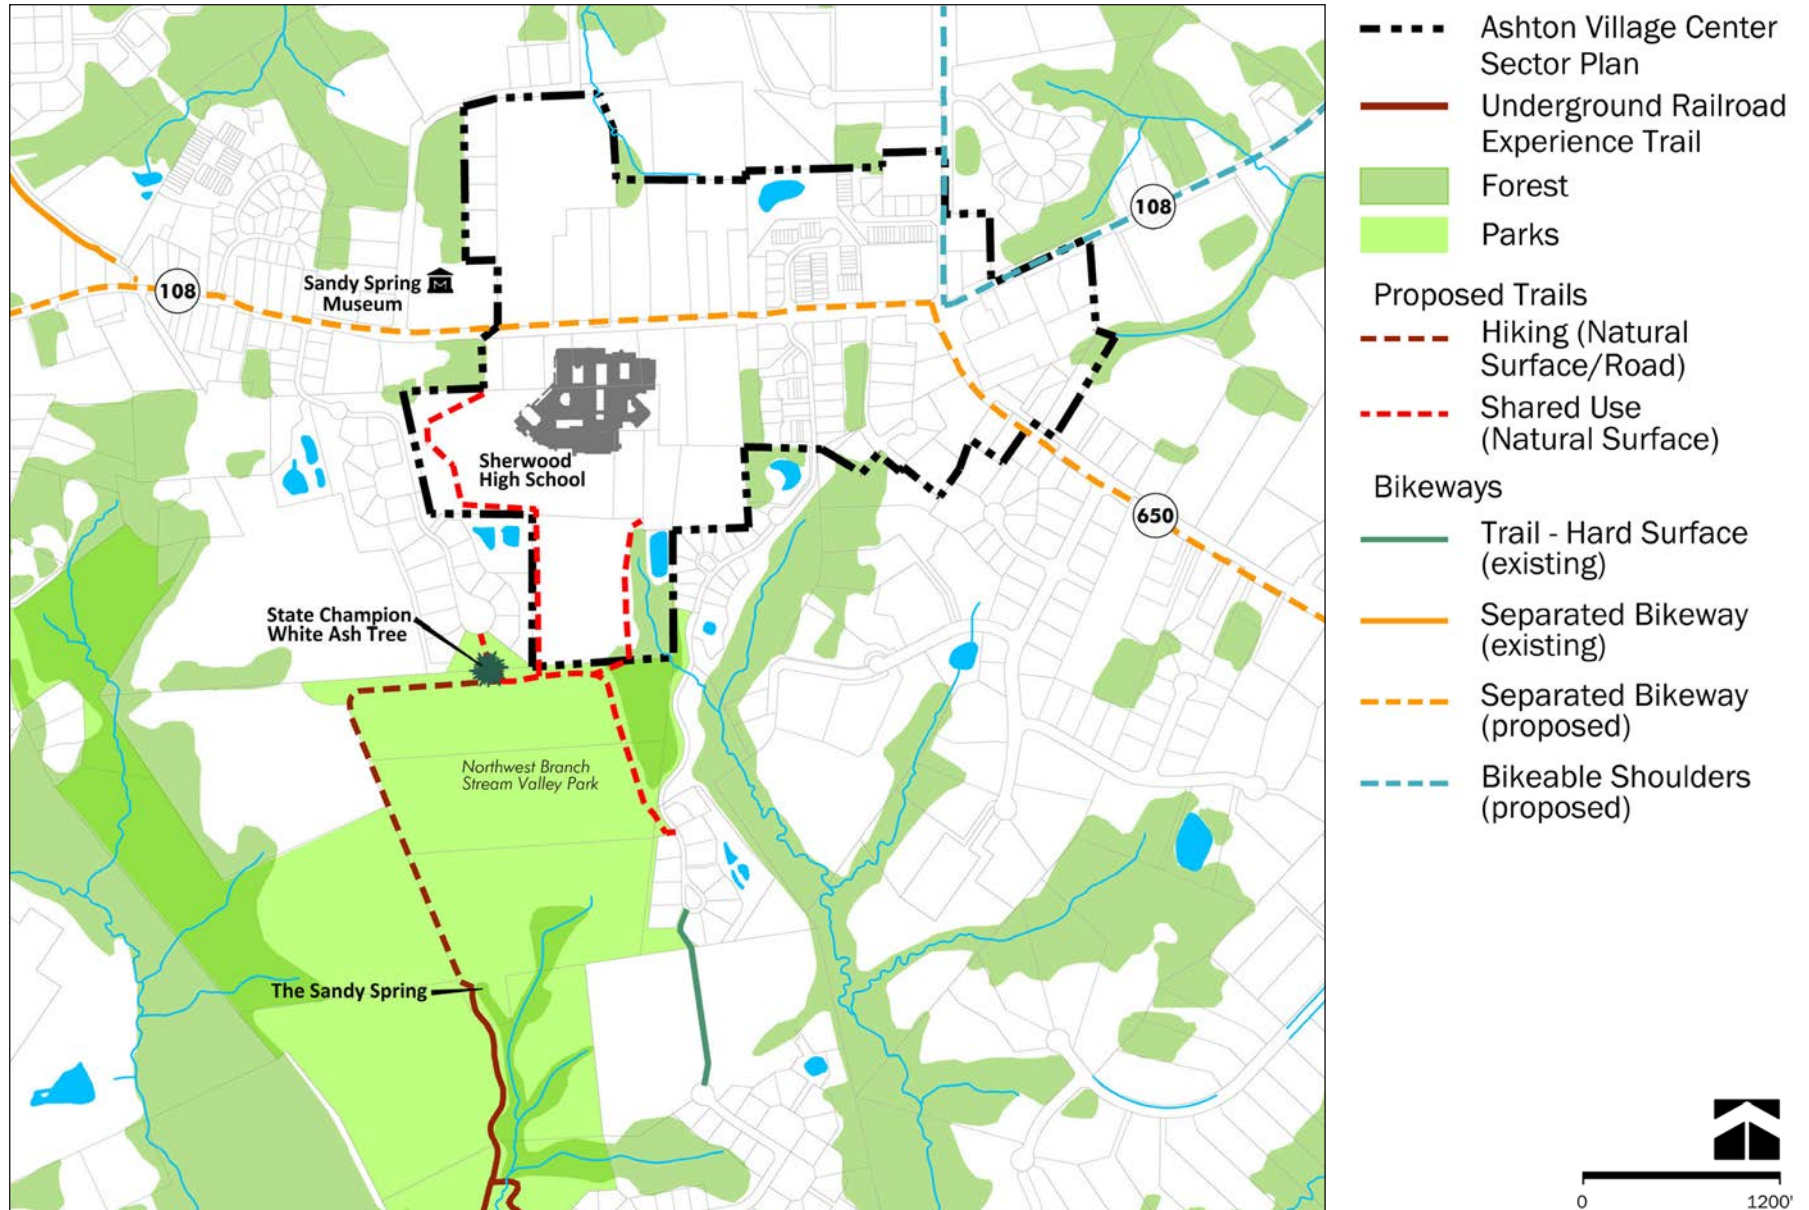 108
Sandy Spring
Museum
M
108
Sherwood
High School
650
State Champion
White Ash Tree
Northwest Branch
Stream Valley Park
The Sandy Spring
Ashton Village Center
Sector Plan
Underground Railroad
Experience Trail
Forest
Parks
Proposed Trails
Hiking (Natural
Surface/Road)
Shared Use
(Natural Surface)
Bikeways
Trail - Hard Surface
(existing)
Separated Bikeway
(existing)
Separated Bikeway
(proposed)
Bikeable Shoulders
(proposed)
0 1200'